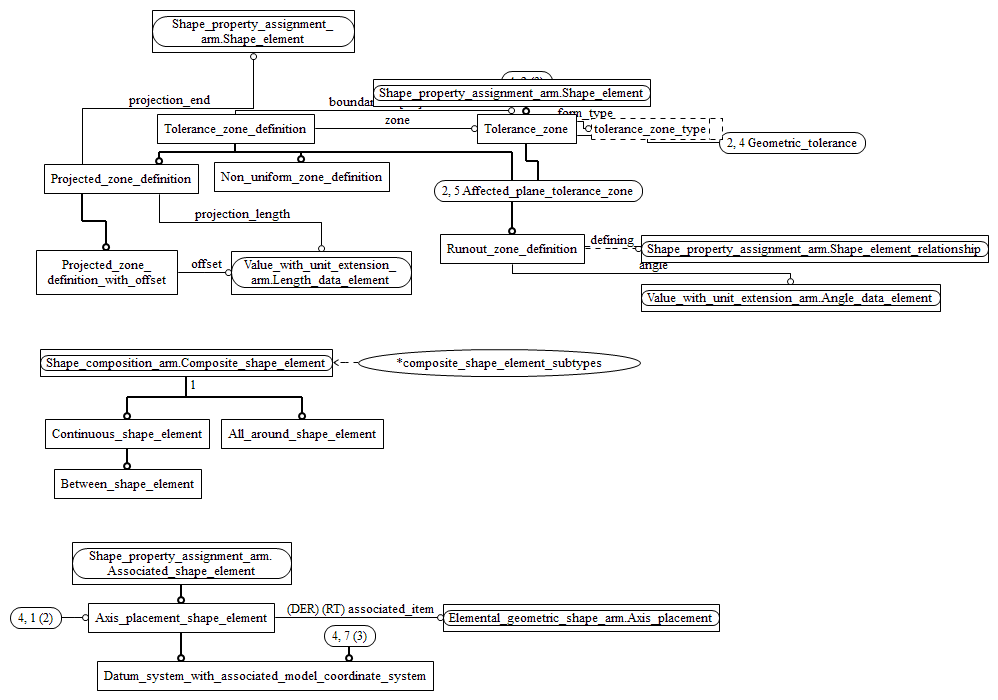 Shape_property_assignment_
arm.Shape_element
Shape_property_assignment_arm.Shape_element
projection_end
zone
form_type
Tolerance_zone_definition
Tolerance_zone
tolerance_zone_type
2, 4 Geometric_tolerance
Projected_zone_definition
Non_uniform_zone_definition
2, 5 Affected_plane_tolerance_zone
projection_length
Runout_zone_definition
defining
Shape_property_assignment_arm.Shape_element_relationship
angle
Projected_zone_
definition_with_offset
offset
Value_with_unit_extension_
arm.Length_data_element
Value_with_unit_extension_arm.Angle_data_element
Shape_composition_arm.Composite_shape_element
*composite_shape_element_subtypes
1
Continuous_shape_element
All_around_shape_element
Between_shape_element
Shape_property_assignment_arm.
Associated_shape_element
4, 1 (2)
Axis_placement_shape_element
(DER) (RT) associated_item
Elemental_geometric_shape_arm.Axis_placement
4, 7 (3)
Datum_system_with_associated_model_coordinate_system